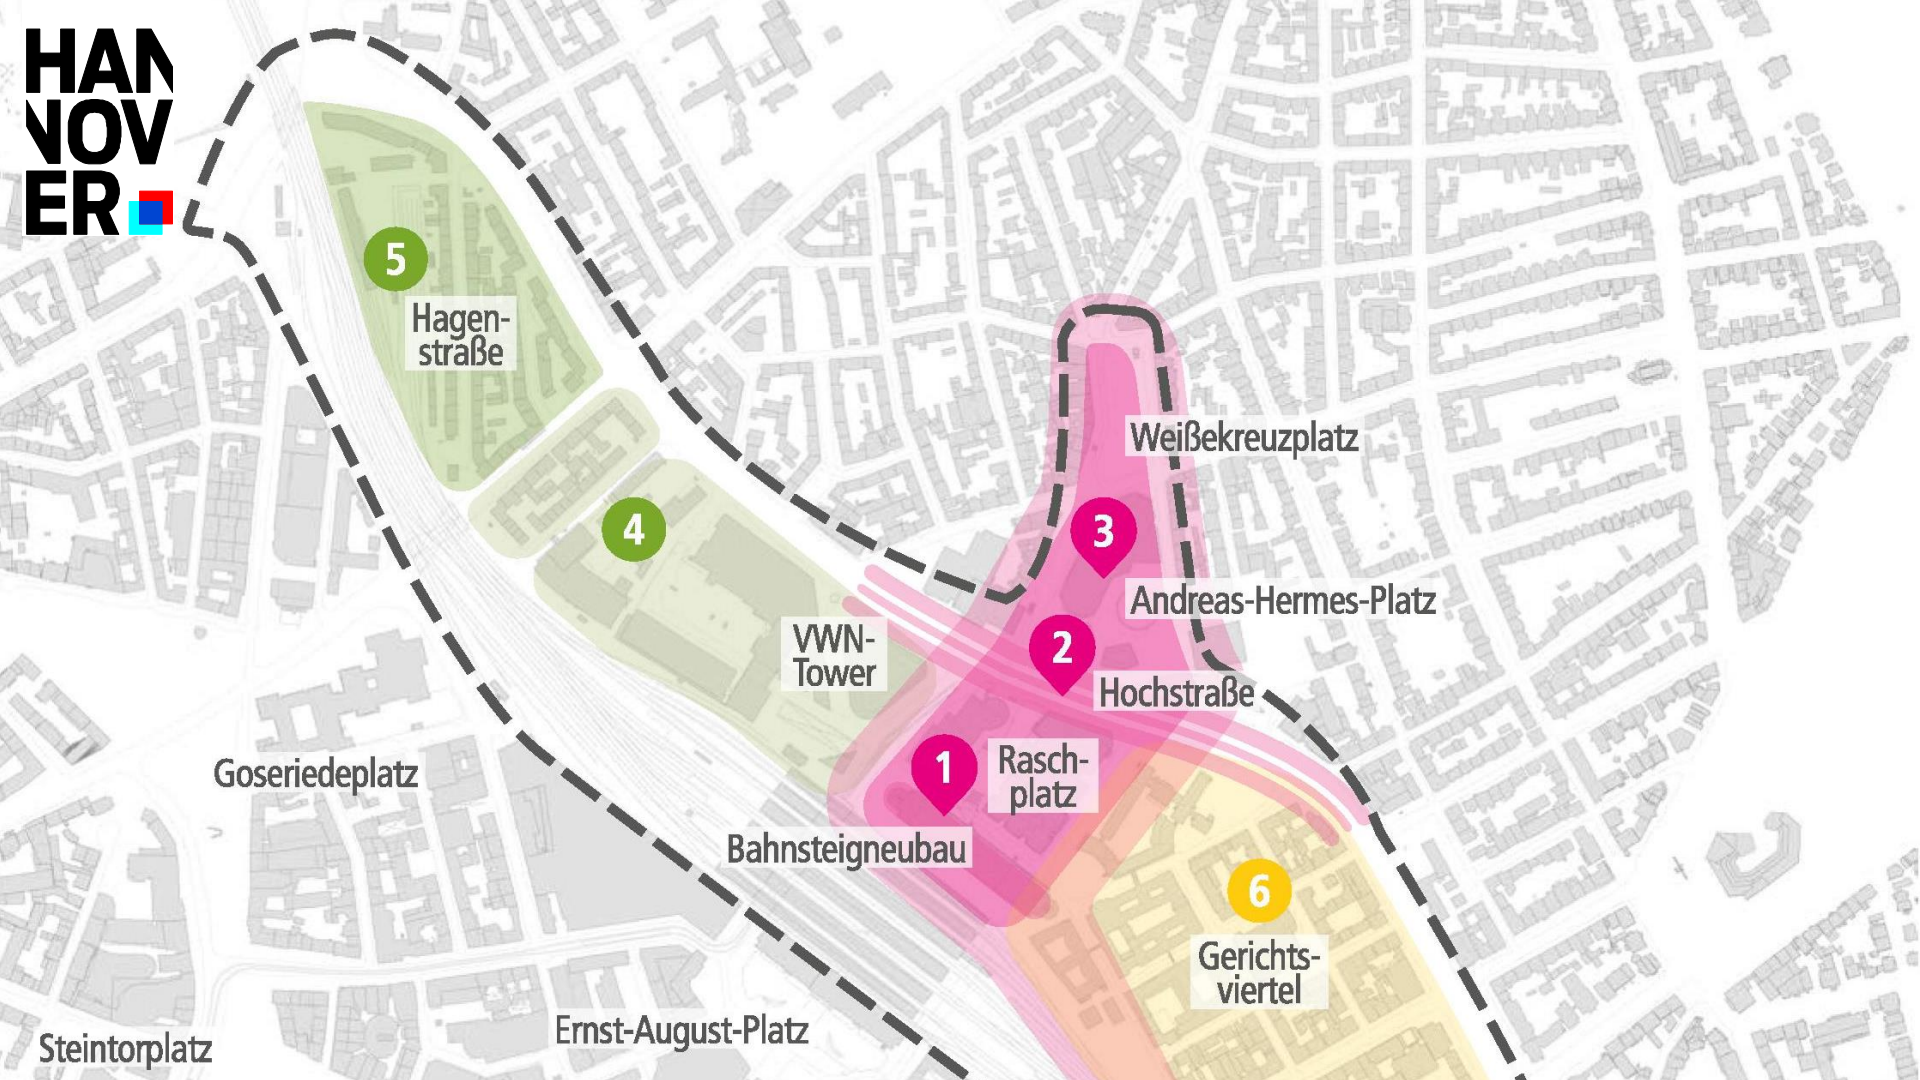 HAN
NOV
ER
5
Hagen-
straße
Weißekreuzplatz
4
3
Andreas-Hermes-Platz
VWN-
Tower
2
Hochstraße
Goseriedeplatz
1
Rasch-
platz
Bahnsteigneubau
6
Gerichts-
viertel
Ernst-August-Platz
Steintorplatz